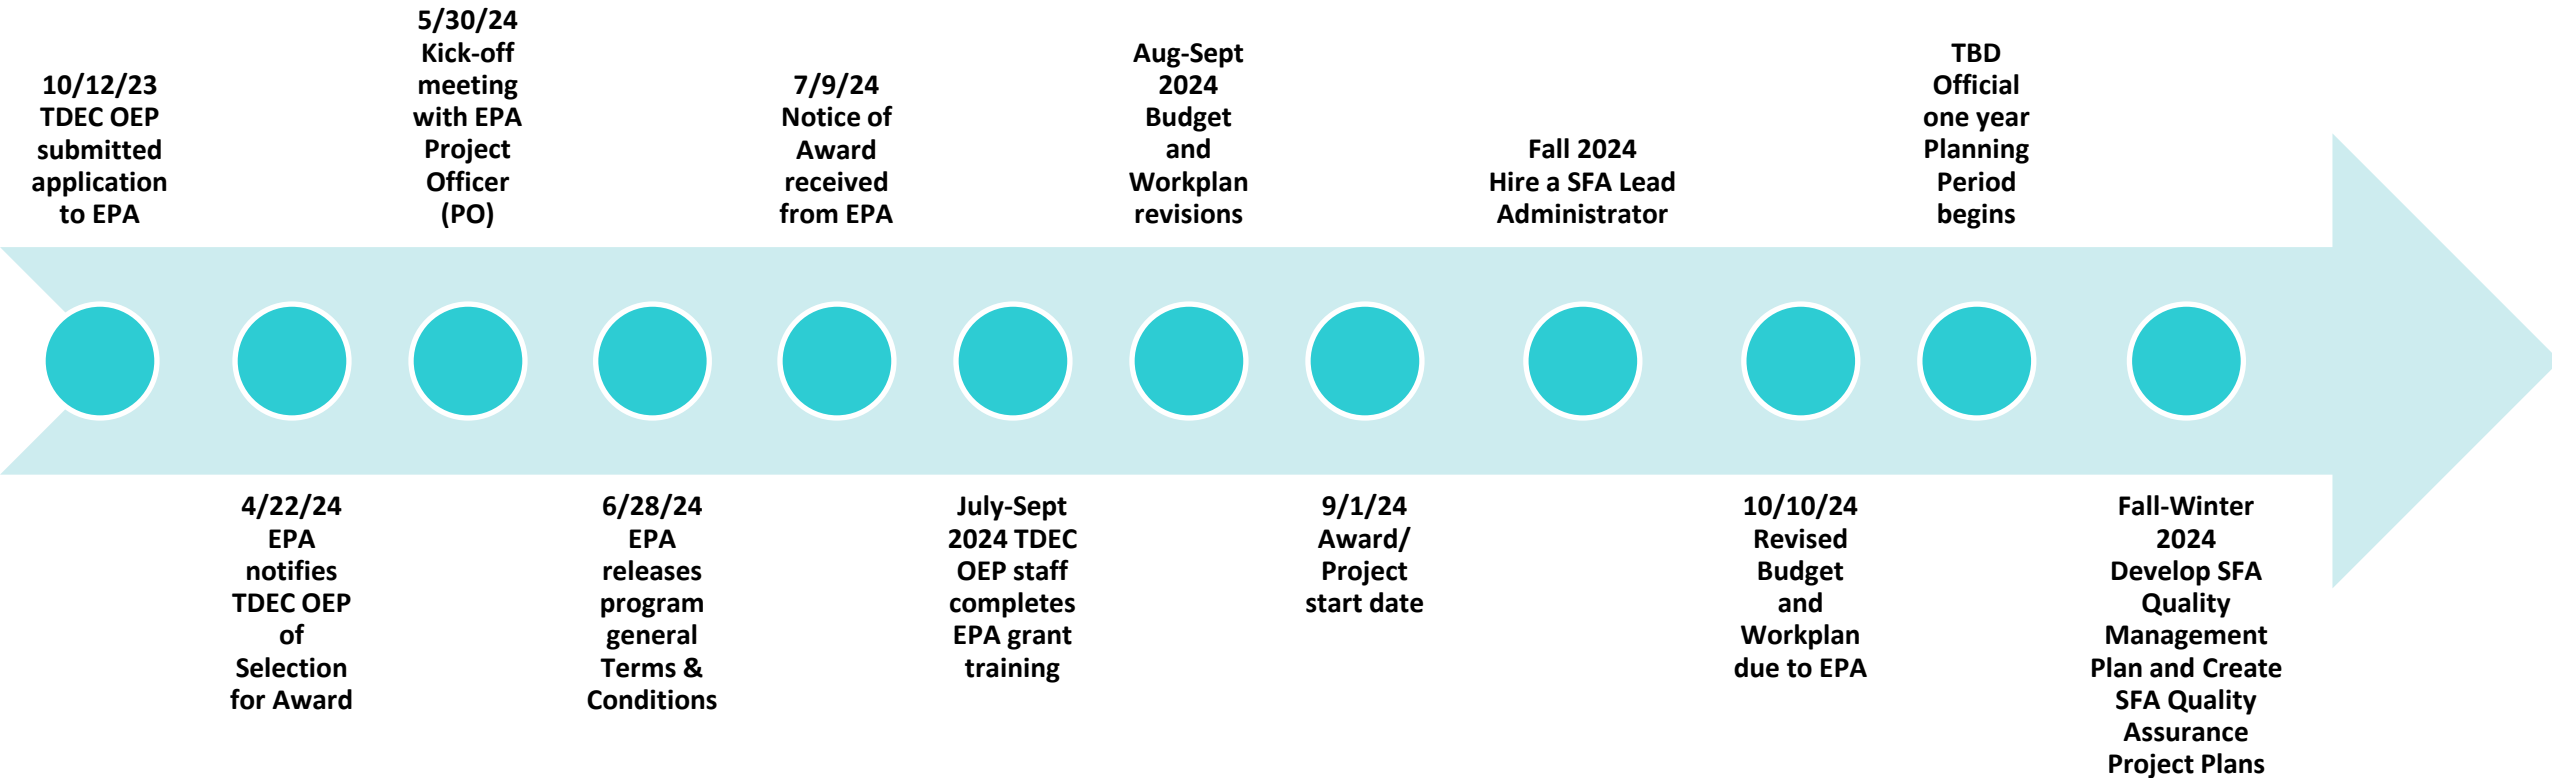 10/12/23
TDEC OEP
submitted
application
to EPA
4/22/24
EPA
notifies
TDEC OEP
of
Selection
for Award
5/30/24
Kick-off
meeting
with EPA
Project
Officer
(PO)
6/28/24
EPA
releases
program
general
Terms &
Conditions
7/9/24
Notice of
Award
received
from EPA
July-Sept
2024 TDEC
OEP staff
completes
EPA grant
training
Aug-Sept
2024
Budget
and
Workplan
revisions
9/1/24
Award/
Project
start date
Fall 2024
Hire a SFA Lead
Administrator
10/10/24
Revised
Budget
and
Workplan
due to EPA
TBD
Official
one year
Planning
Period
begins
Fall-Winter
2024
Develop SFA
Quality
Management
Plan and Create
SFA Quality
Assurance
Project Plans